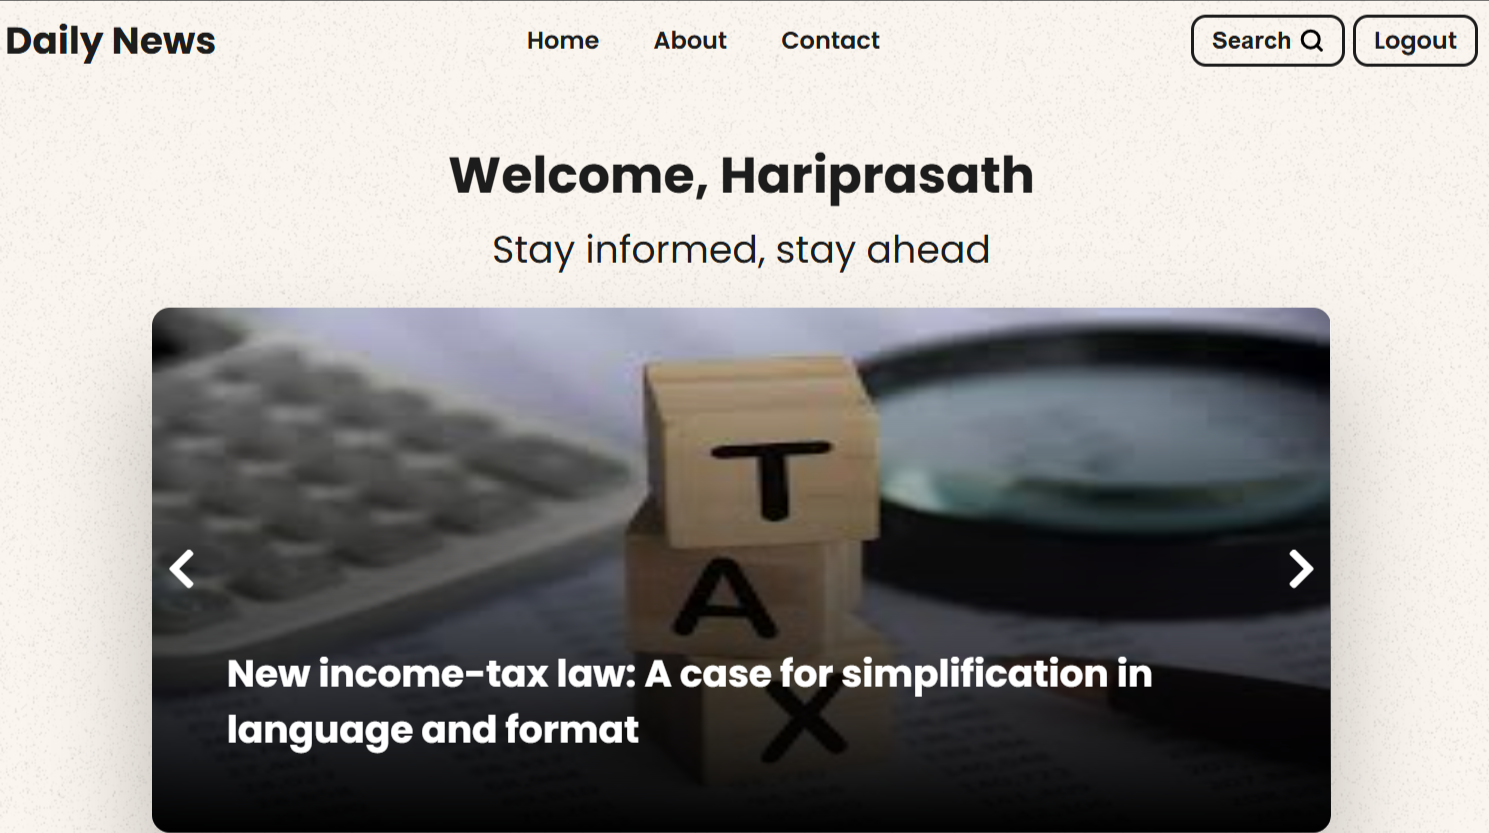 Daily News
Home
About
Contact
Search
Logout
Welcome, Hariprasath
Stay informed, stay ahead
T
A
X
New income-tax law: A case for simplification in
language and format